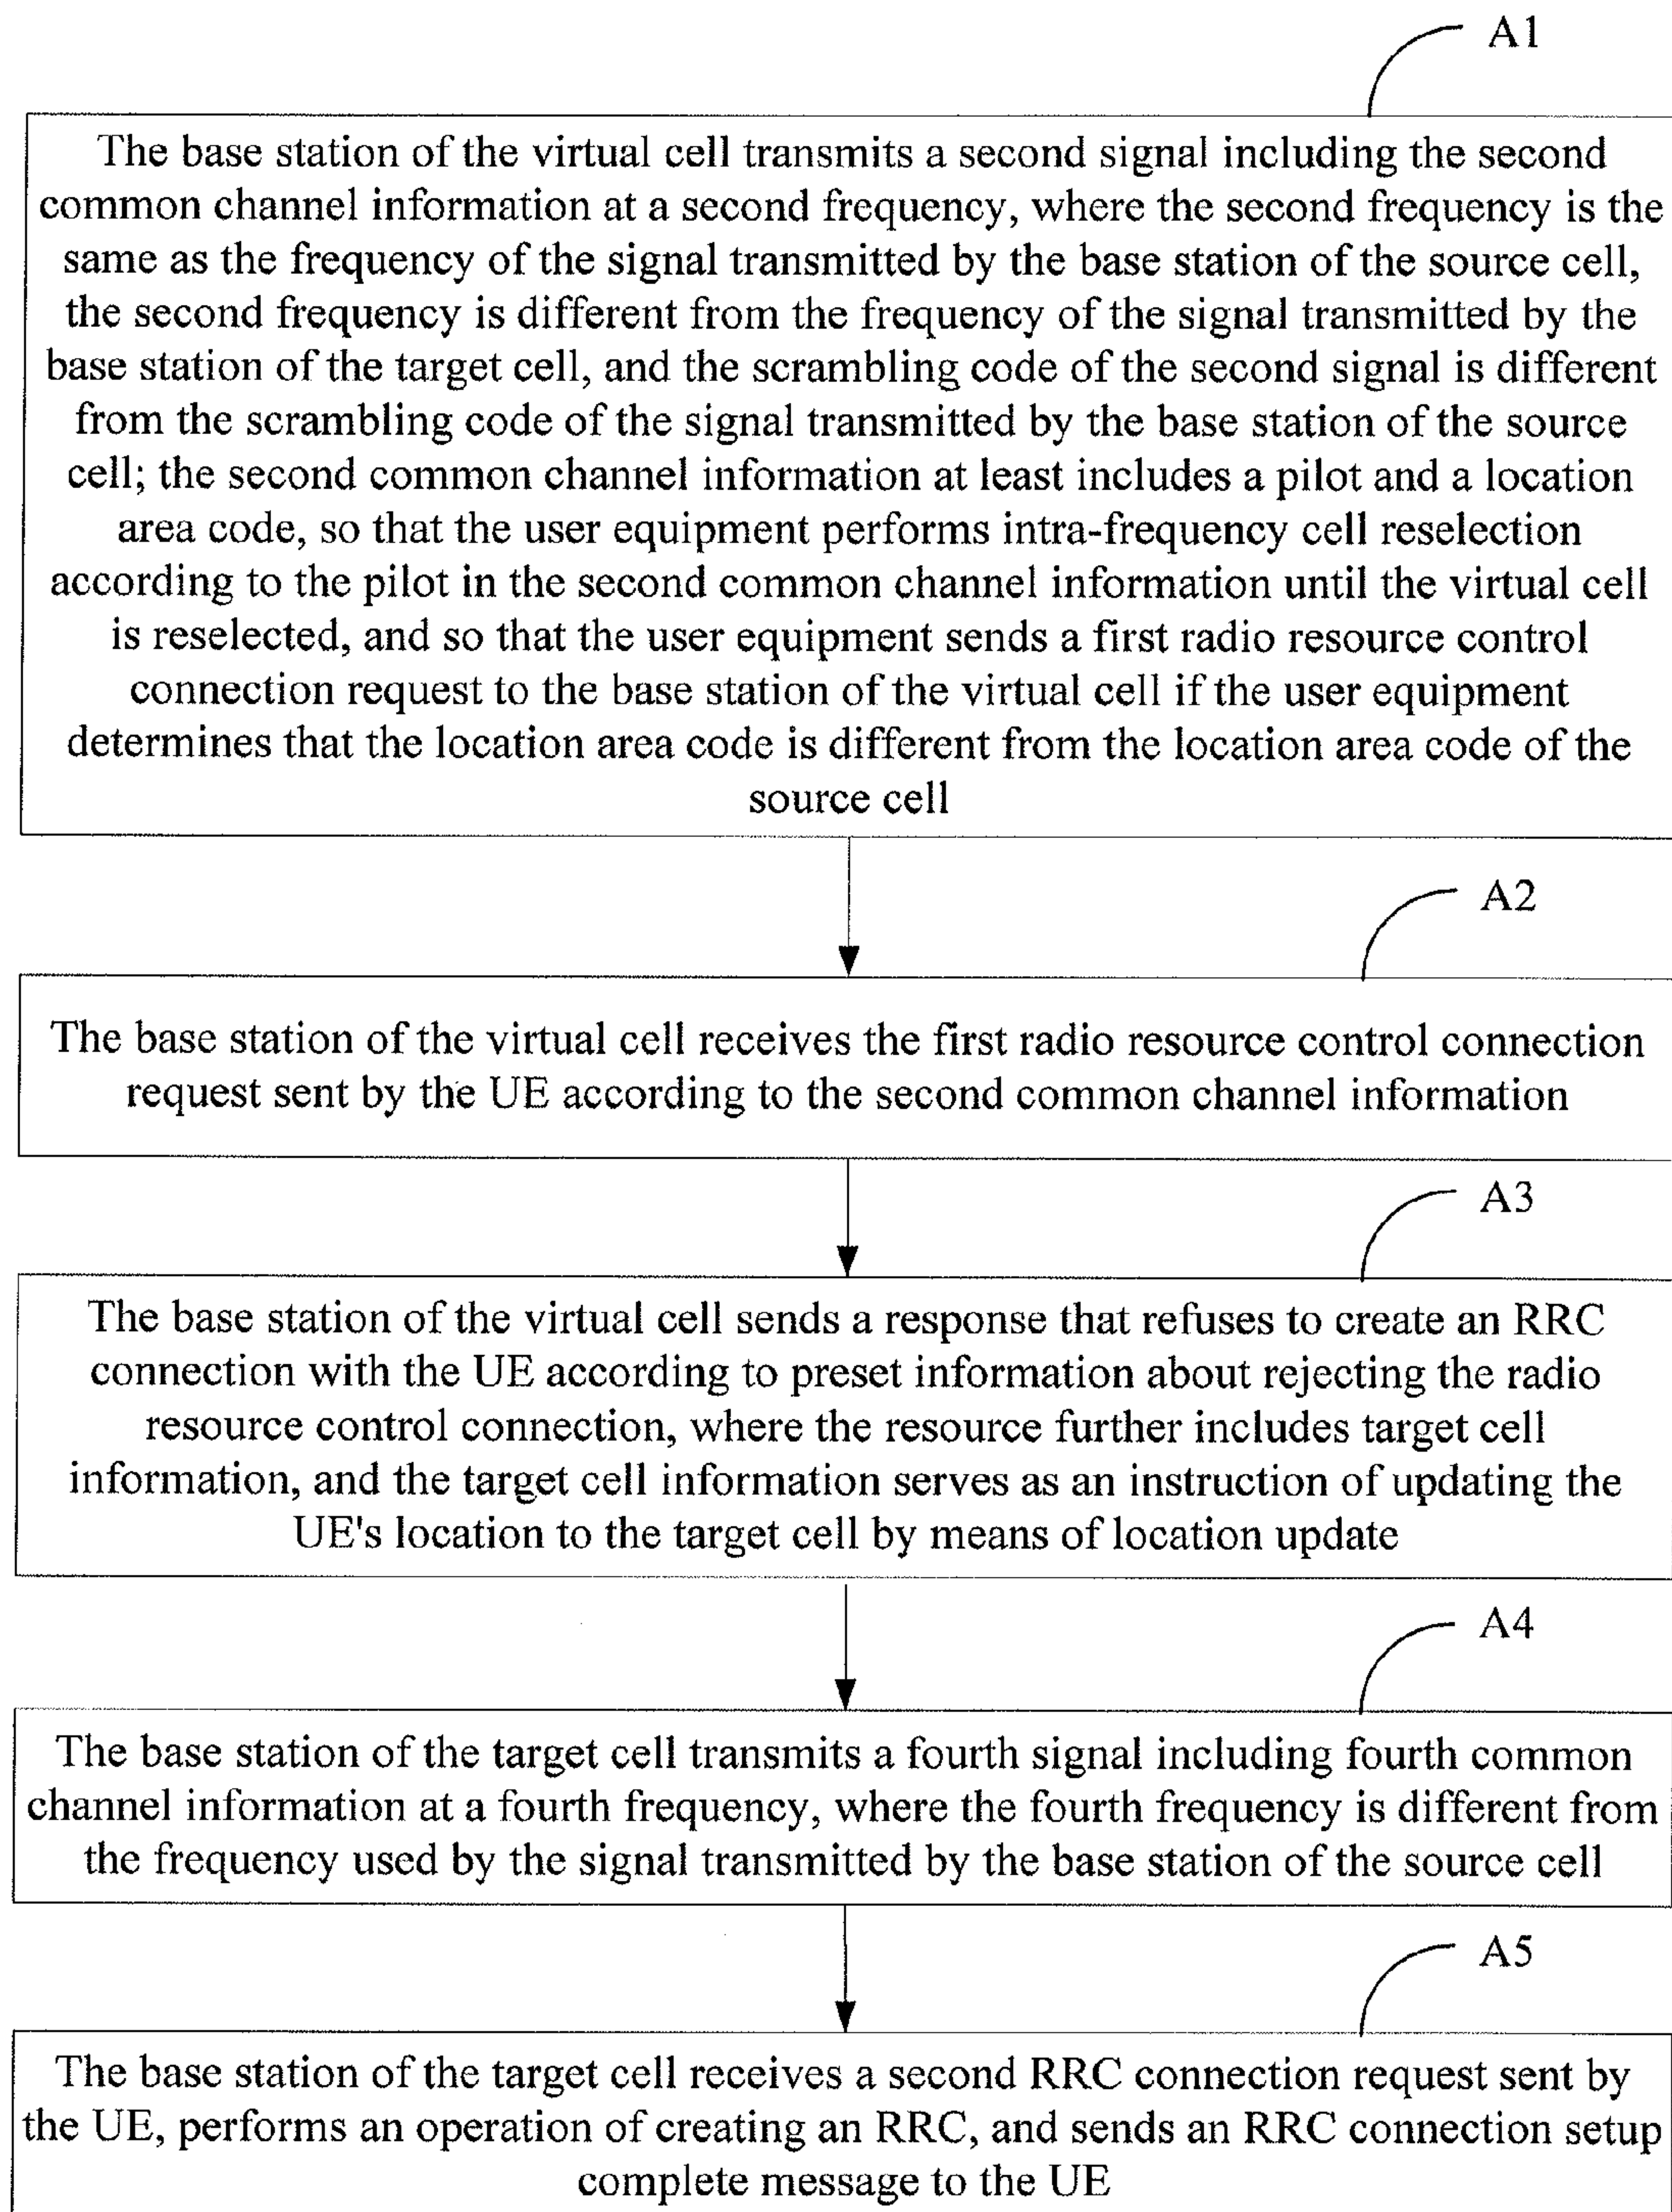 A1
The base station of the virtual cell transmits a second signal including the second
common channel information at a second frequency, where the second frequency is the
same as the frequency of the signal transmitted by the base station of the source cell,
the second frequency is different from the frequency of the signal transmitted by the
base station of the target cell, and the scrambling code of the second signal is different
from the scrambling code of the signal transmitted by the base station of the source
cell; the second common channel information at least includes a pilot and a location
area code, so that the user equipment performs intra-frequency cell reselection
according to the pilot in the second common channel information until the virtual cell
is reselected, and so that the user equipment sends a first radio resource control
connection request to the base station of the virtual cell if the user equipment
determines that the location area code is different from the location area code of the
source cell
A2
The base station of the virtual cell receives the first radio resource control connection
request sent by the UE according to the second common channel information
A3
The base station of the virtual cell sends a response that refuses to create an RRC
connection with the UE according to preset information about rejecting the radio
resource control connection, where the resource further includes target cell
information, and the target cell information serves as an instruction of updating the
UE's location to the target cell by means of location update
A4
The base station of the target cell transmits a fourth signal including fourth common
channel information at a fourth frequency, where the fourth frequency is different from
the frequency used by the signal transmitted by the base station of the source cell
A5
The base station of the target cell receives a second RRC connection request sent by
the UE, performs an operation of creating an RRC, and sends an RRC connection setup
complete message to the UE